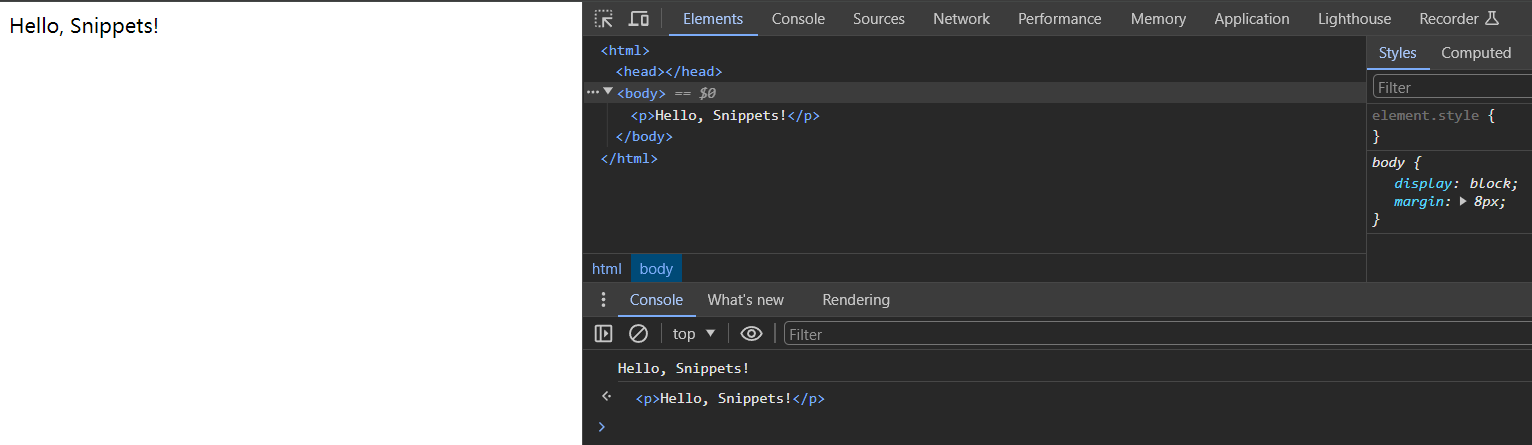 Hello, Snippets!
Elements Console Sources Network Performance Memory Application Lighthouse Recorder
<html>
<head></head>
<body> == $0
<p>Hello, Snippets!</p>
</body>
</html>
html body
Styles Computed
Filter
element.style {
}
body {
display: block;
margin: 8px;
}
Console What's new Rendering
top Filter
Hello, Snippets!
<p>Hello, Snippets!</p>